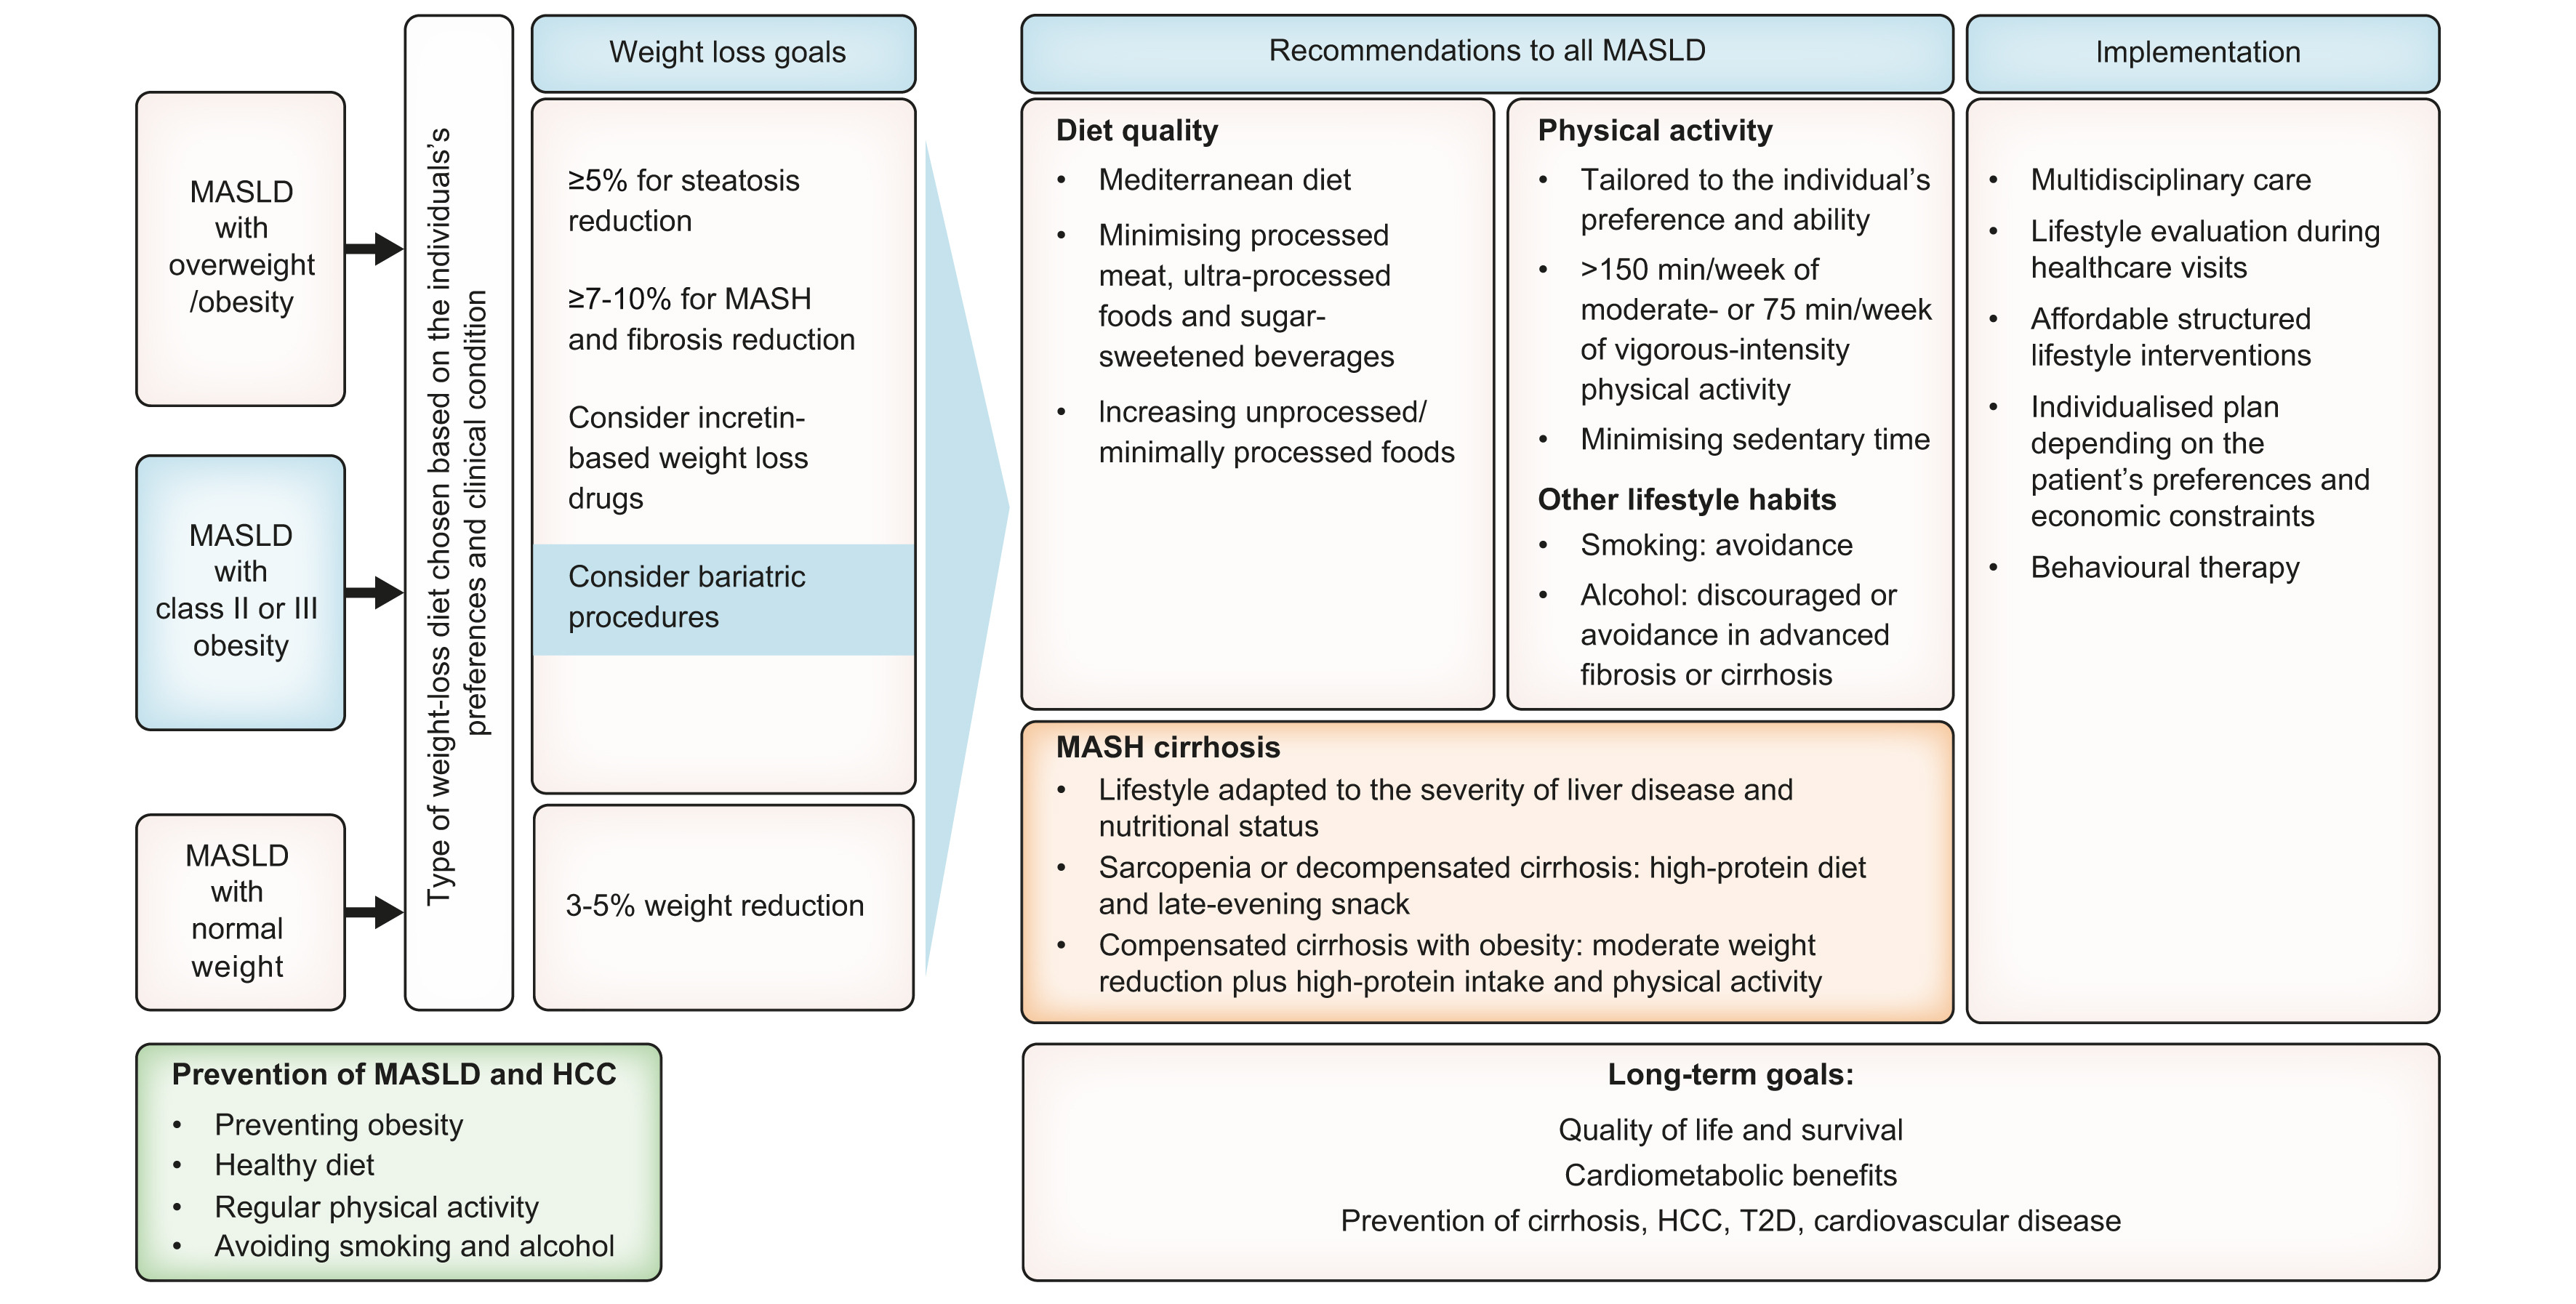 MASLD
with
overweight
/obesity
MASLD
with
class II or III
obesity
MASLD
with
normal
weight
Type of weight-loss diet chosen based on the individuals's
preferences and clinical condition
Weight loss goals
≥5% for steatosis
reduction
≥7-10% for MASH
and fibrosis reduction
Consider incretin-
based weight loss
drugs
Consider bariatric
procedures
3-5% weight reduction
Recommendations to all MASLD
Diet quality
• Mediterranean diet
• Minimising processed
meat, ultra-processed
foods and sugar-
sweetened beverages
• Increasing unprocessed/
minimally processed foods
Physical activity
• Tailored to the individual's
preference and ability
• >150 min/week of
moderate- or 75 min/week
of vigorous-intensity
physical activity
• Minimising sedentary time
Other lifestyle habits
• Smoking: avoidance
• Alcohol: discouraged or
avoidance in advanced
fibrosis or cirrhosis
MASH cirrhosis
• Lifestyle adapted to the severity of liver disease and
nutritional status
• Sarcopenia or decompensated cirrhosis: high-protein diet
and late-evening snack
• Compensated cirrhosis with obesity: moderate weight
reduction plus high-protein intake and physical activity
Implementation
• Multidisciplinary care
• Lifestyle evaluation during
healthcare visits
• Affordable structured
lifestyle interventions
• Individualised plan
depending on the
patient's preferences and
economic constraints
• Behavioural therapy
Prevention of MASLD and HCC
• Preventing obesity
• Healthy diet
• Regular physical activity
• Avoiding smoking and alcohol
Long-term goals:
Quality of life and survival
Cardiometabolic benefits
Prevention of cirrhosis, HCC, T2D, cardiovascular disease